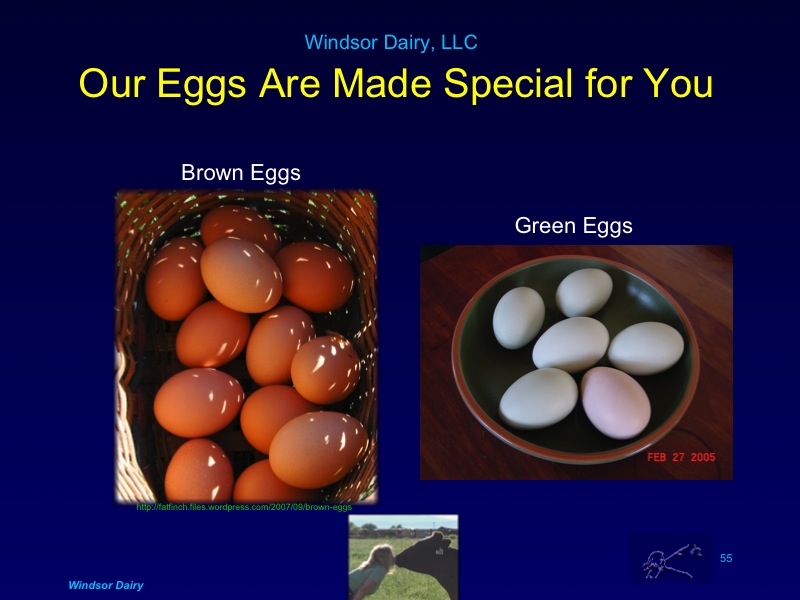 Windsor Dairy, LLC
Our Eggs Are Made Special for You
Brown Eggs
Green Eggs
FEB 27 2005
http://fatfinch.files.wordpress.com/2007/09/brown-eggs
55
Windsor Dairy